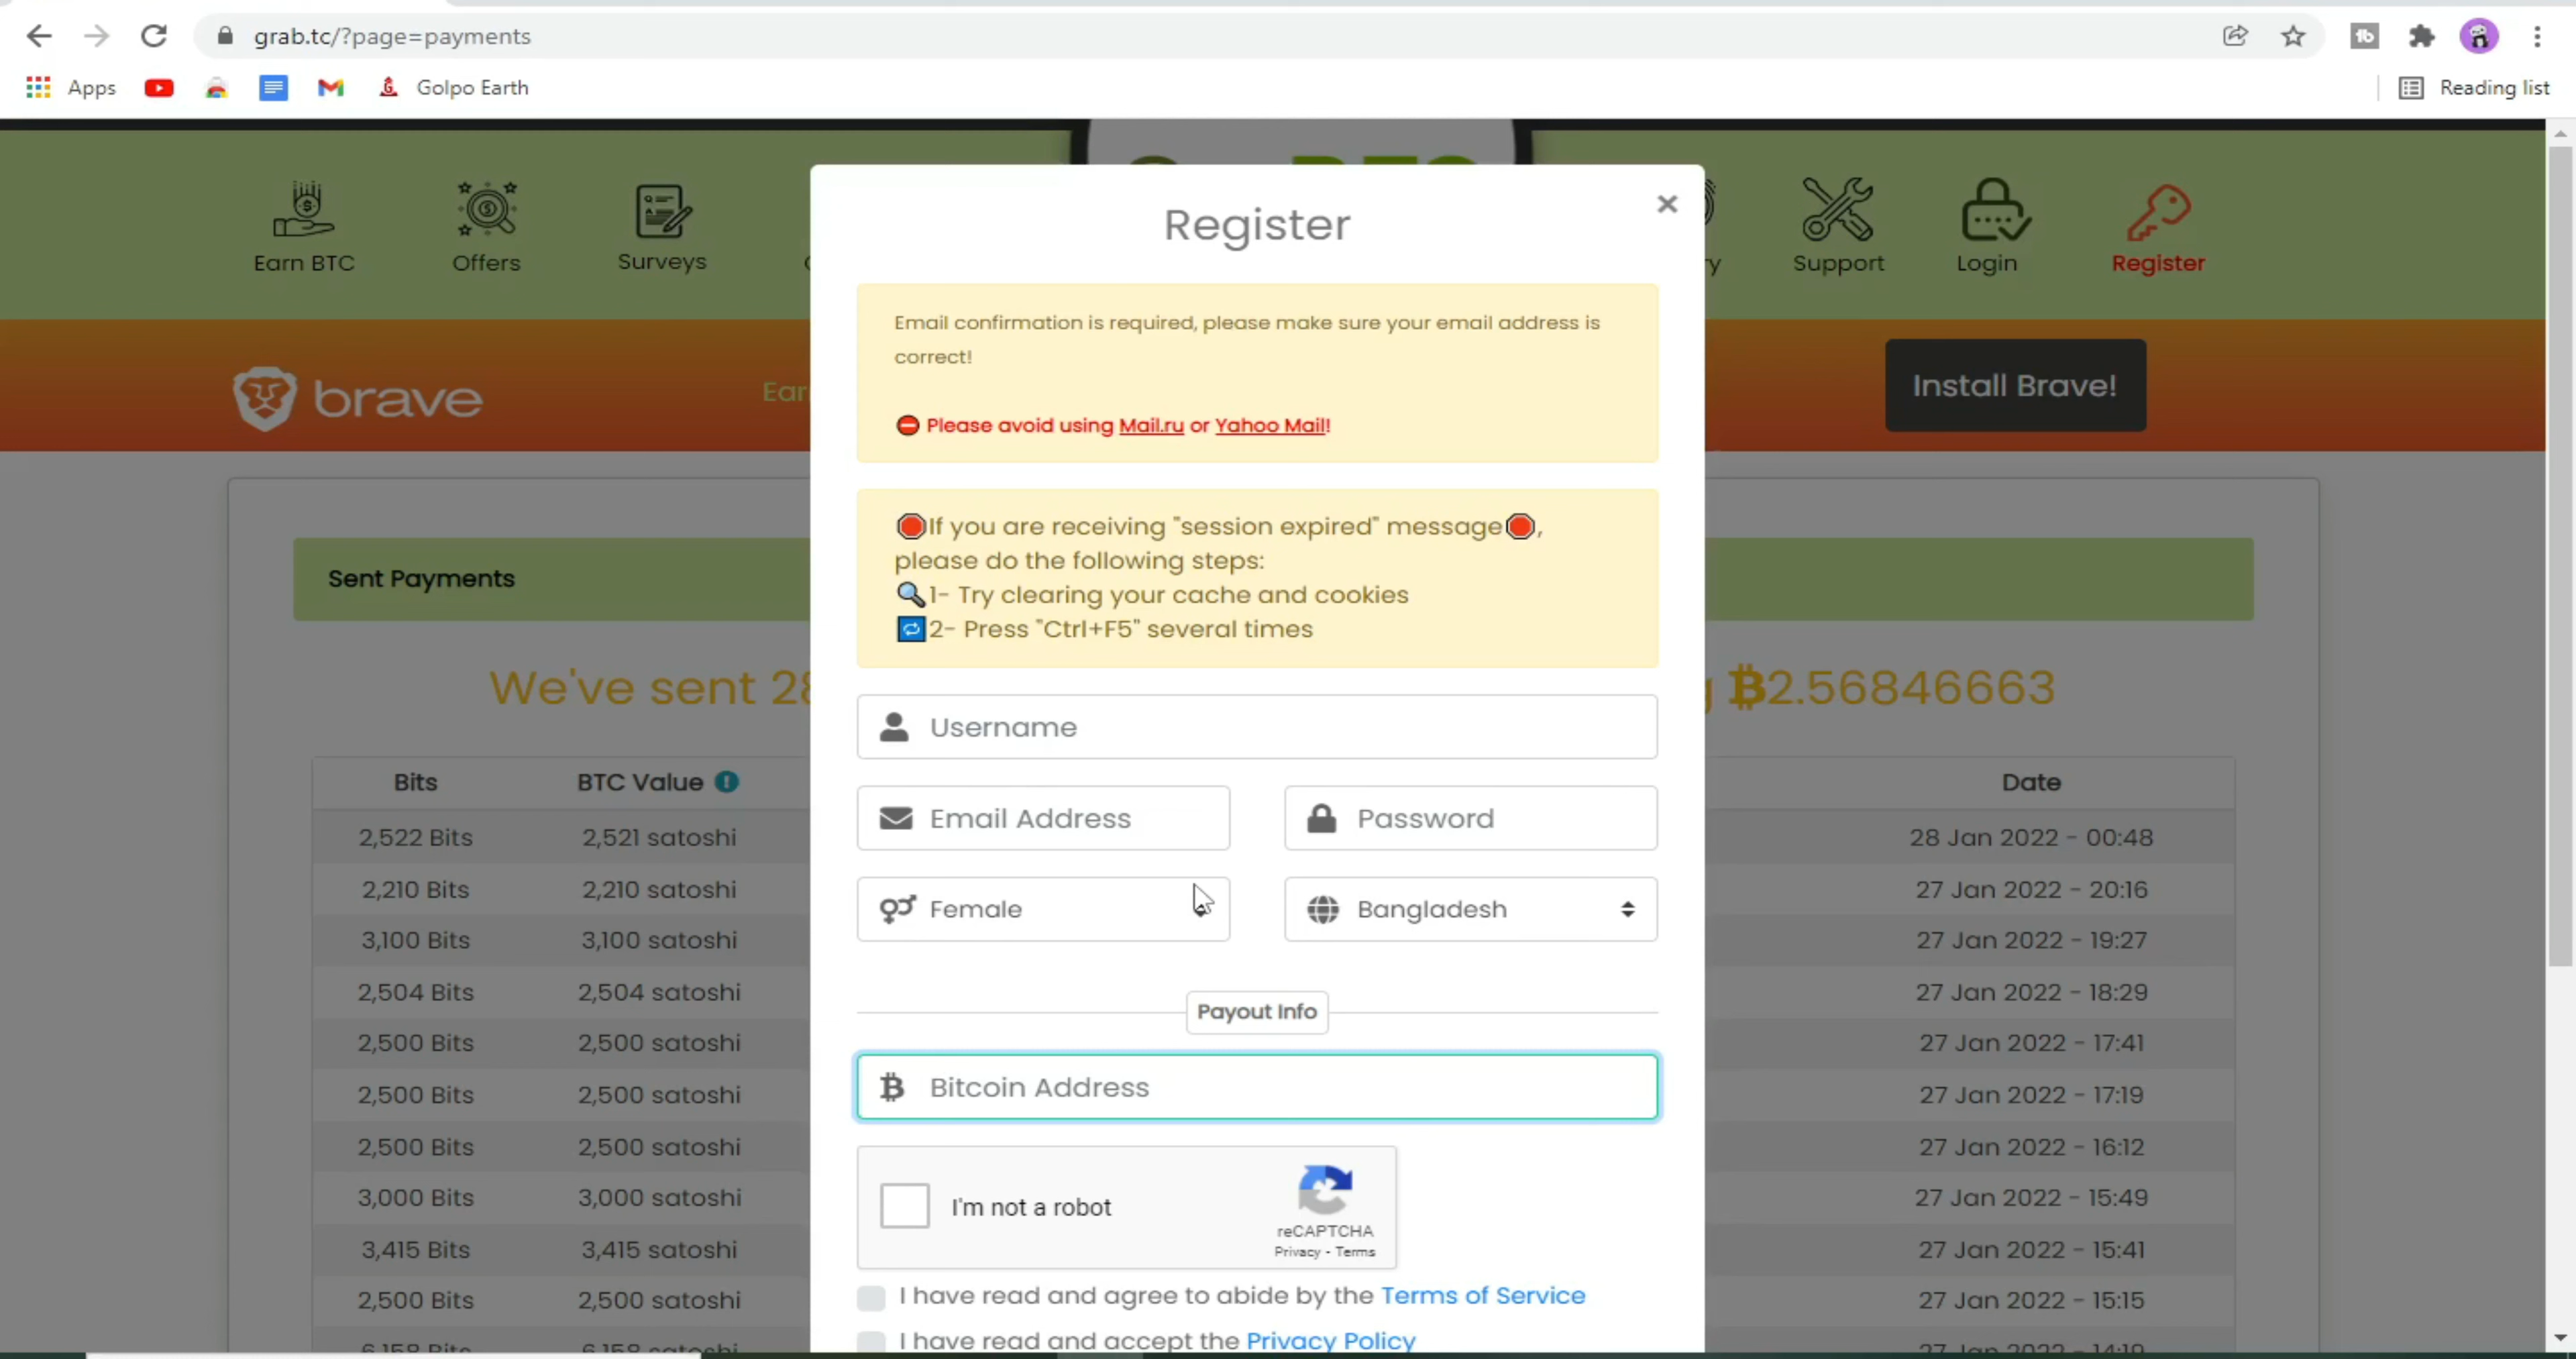 grab.tc/?page=payments
Apps
Golpo Earth
Reading list
Earn BTC
Offers
Surveys
Support
Login
Register
brave
Install Brave!
Sent Payments
We've sent
฿2.56846663
Bits BTC Value Date
2,522 Bits 2,521 satoshi 28 Jan 2022 - 00:48
2,210 Bits 2,210 satoshi 27 Jan 2022 - 20:16
3,100 Bits 3,100 satoshi 27 Jan 2022 - 19:27
2,504 Bits 2,504 satoshi 27 Jan 2022 - 18:29
2,500 Bits 2,500 satoshi 27 Jan 2022 - 17:41
2,500 Bits 2,500 satoshi 27 Jan 2022 - 17:19
2,500 Bits 2,500 satoshi 27 Jan 2022 - 16:12
3,000 Bits 3,000 satoshi 27 Jan 2022 - 15:49
3,415 Bits 3,415 satoshi 27 Jan 2022 - 15:41
2,500 Bits 2,500 satoshi 27 Jan 2022 - 15:15
Register
×
Email confirmation is required, please make sure your email address is
correct!
⛔ Please avoid using Mail.ru or Yahoo Mail!
🛑If you are receiving "session expired" message🛑,
please do the following steps:
🔍1- Try clearing your cache and cookies
🔁2- Press "Ctrl+F5" several times
Username
Email Address
Password
Female
Bangladesh
Payout Info
Bitcoin Address
I'm not a robot
reCAPTCHA
Privacy - Terms
I have read and agree to abide by the Terms of Service
I have read and accept the Privacy Policy